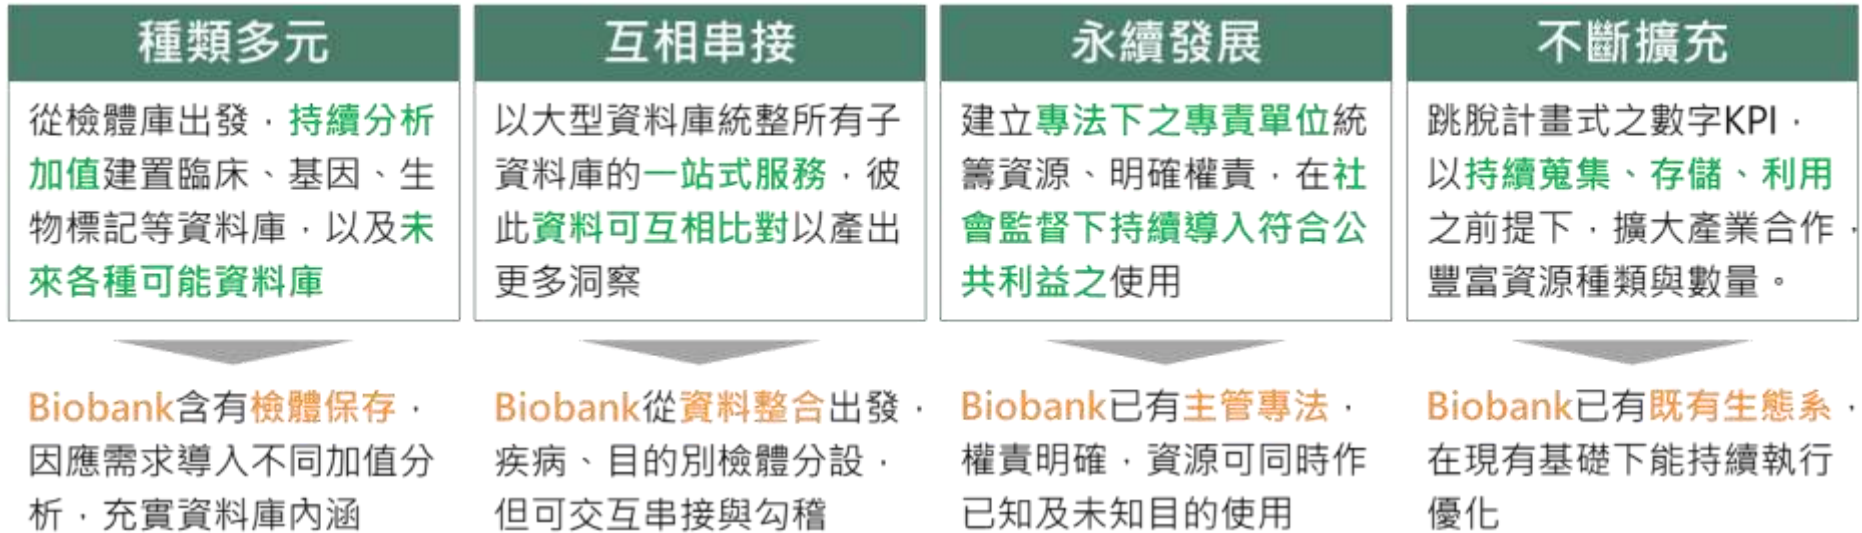 種類多元
從檢體庫出發，持續分析
加值建置臨床、基因、生
物標記等資料庫，以及未
來各種可能資料庫
Biobank含有檢體保存，
因應需求導入不同加值分
析，充實資料庫內涵
互相串接
以大型資料庫統整所有子
資料庫的一站式服務，彼
此資料可互相比對以產出
更多洞察
Biobank從資料整合出發，
疾病、目的別檢體分設，
但可交互串接與勾稽
永續發展
建立專法下之專責單位統
籌資源、明確權責，在社
會監督下持續導入符合公
共利益之使用
Biobank已有主管專法，
權責明確，資源可同時作
已知及未知目的使用
不斷擴充
跳脫計畫式之數字KPI，
以持續蒐集、存儲、利用
之前提下，擴大產業合作，
豐富資源種類與數量。
Biobank已有既有生態系，
在現有基礎下能持續執行
優化